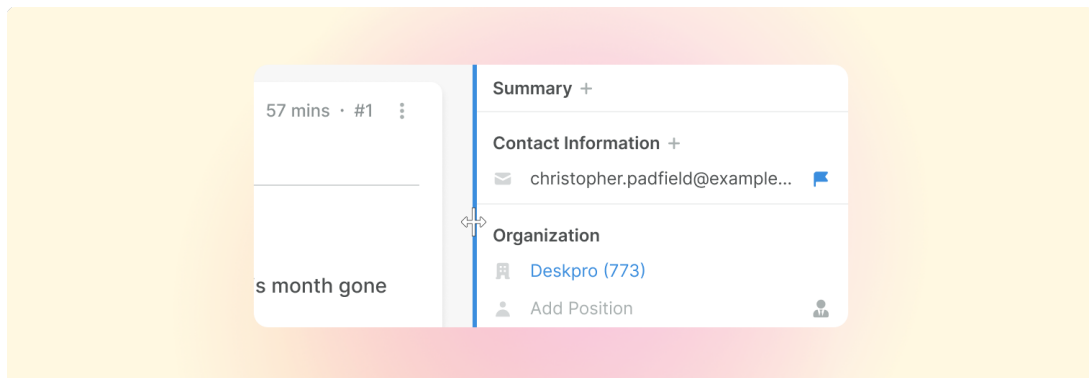 57 mins · #1
's month gone
Summary +
Contact Information +
christopher.padfield@example...
Organization
Deskpro (773)
Add Position